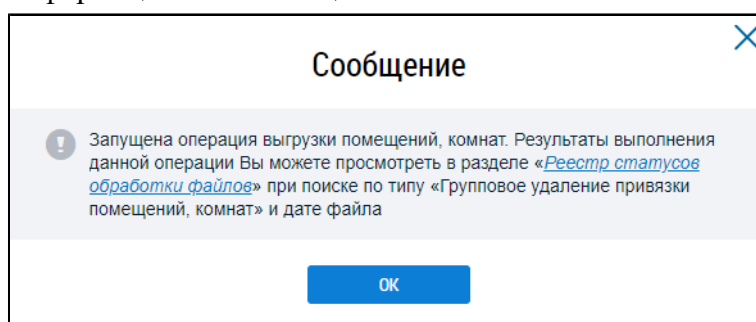 Сообщение
Запущена операция выгрузки помещений, комнат. Результаты выполнения
данной операции Вы можете просмотреть в разделе «Реестр статусов
обработки файлов» при поиске по типу «Групповое удаление привязки
помещений, комнат» и дате файла
ОК